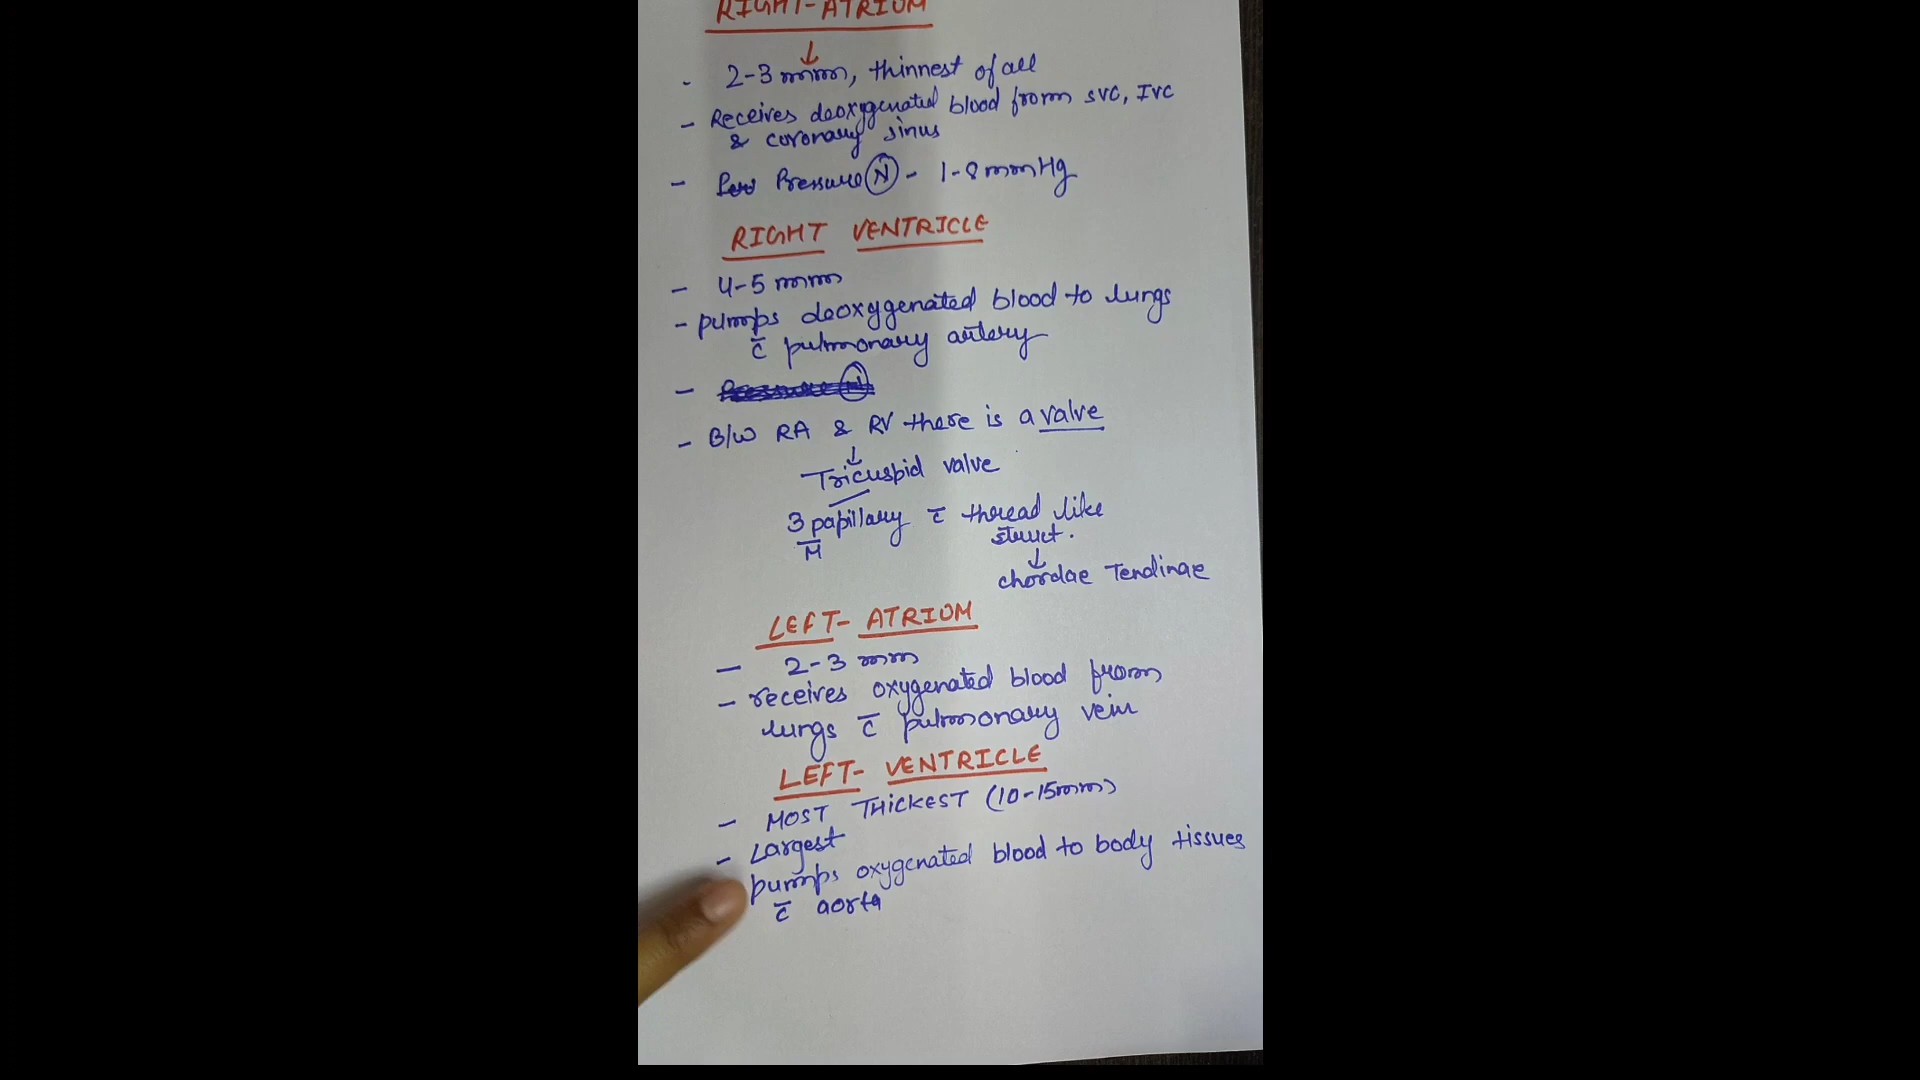 RIGHT-ATRIUM
↓
- 2-3 mm, thinnest of all
- Receives deoxygenated blood from SVC, IVC
& coronary sinus
- Pressure (N) - 1-8 mmHg
RIGHT VENTRICLE
- 4-5 mm
- pumps deoxygenated blood to lungs
c̄ pulmonary artery
-
- B/W RA & RV there is a valve
↓
Tricuspid valve
3 papillary c̄ thread like
M struct.
↓
chordae Tendinae
LEFT- ATRIUM
- 2-3 mm
- receives oxygenated blood from
lungs c̄ pulmonary vein
LEFT- VENTRICLE
- MOST THICKEST (10-15mm)
- Largest
pumps oxygenated blood to body tissues
c̄ aorta